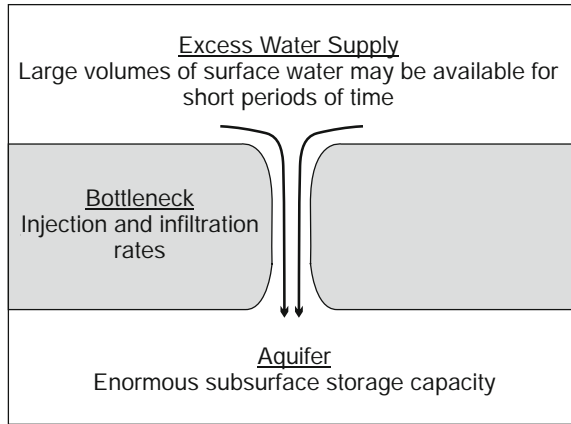 Excess Water Supply
Large volumes of surface water may be available for
short periods of time
Bottleneck
Injection and infiltration
rates
Aquifer
Enormous subsurface storage capacity